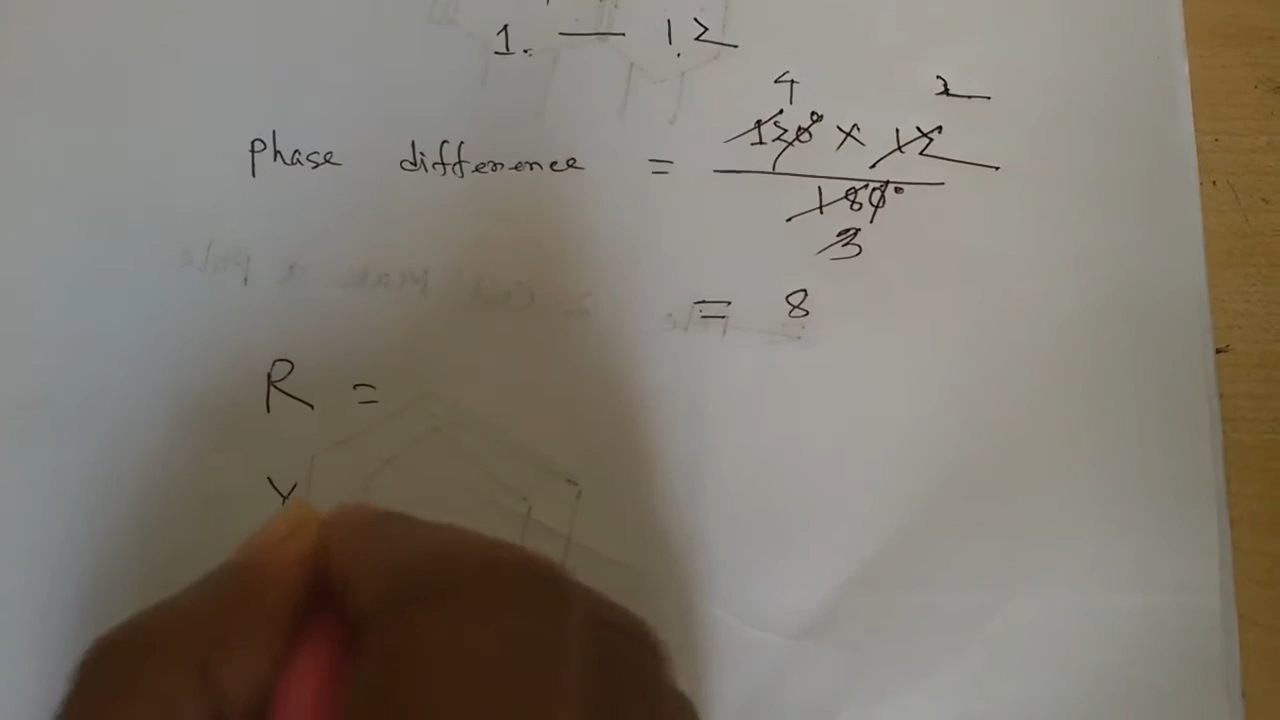 1. — 1.2
4 2
Phase difference = 120° x 12
180°
3
= 8
R =
Y